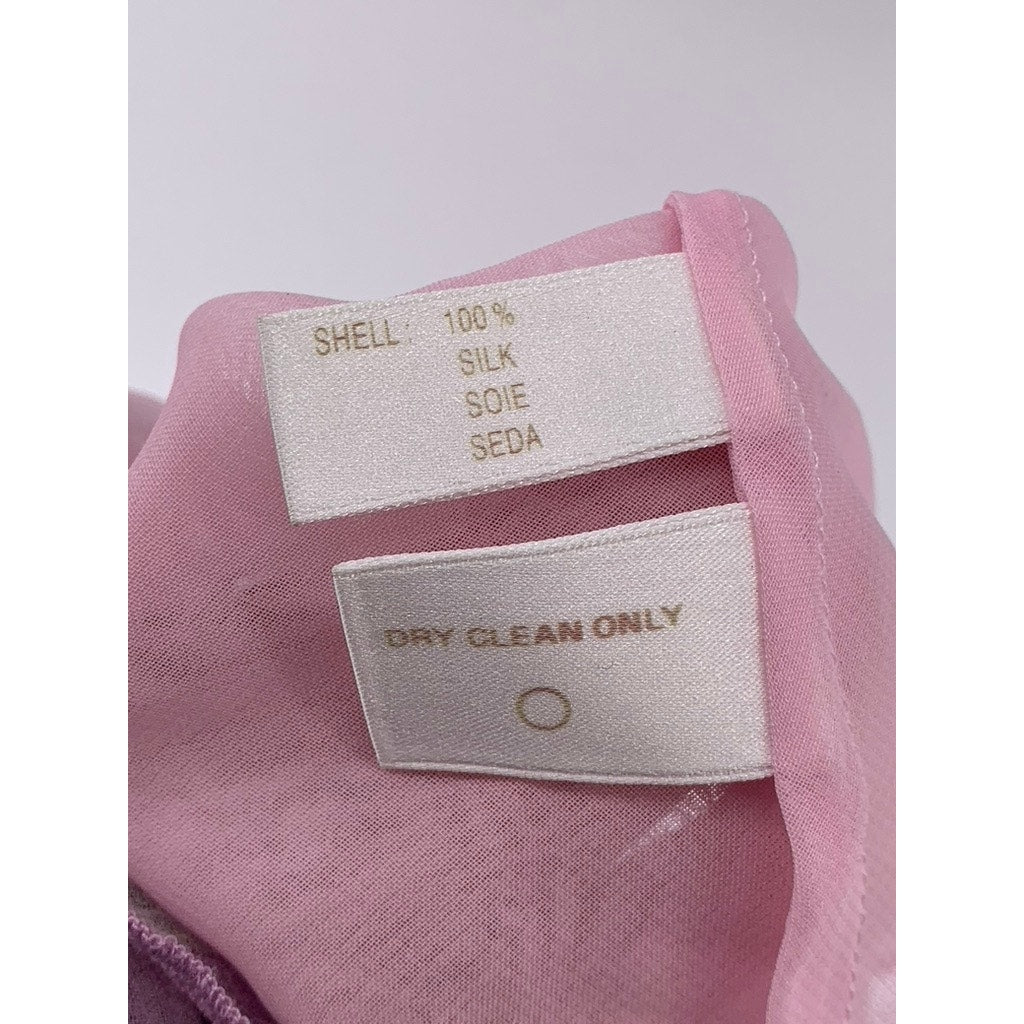 SHELL: 100%
SILK
SOIE
SEDA
DRY CLEAN ONLY